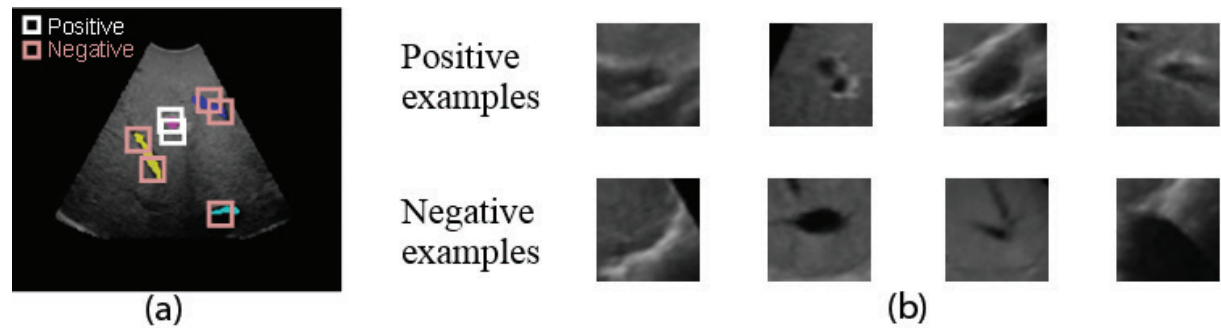 Positive
Negative
(a)
Positive
examples
Negative
examples
(b)